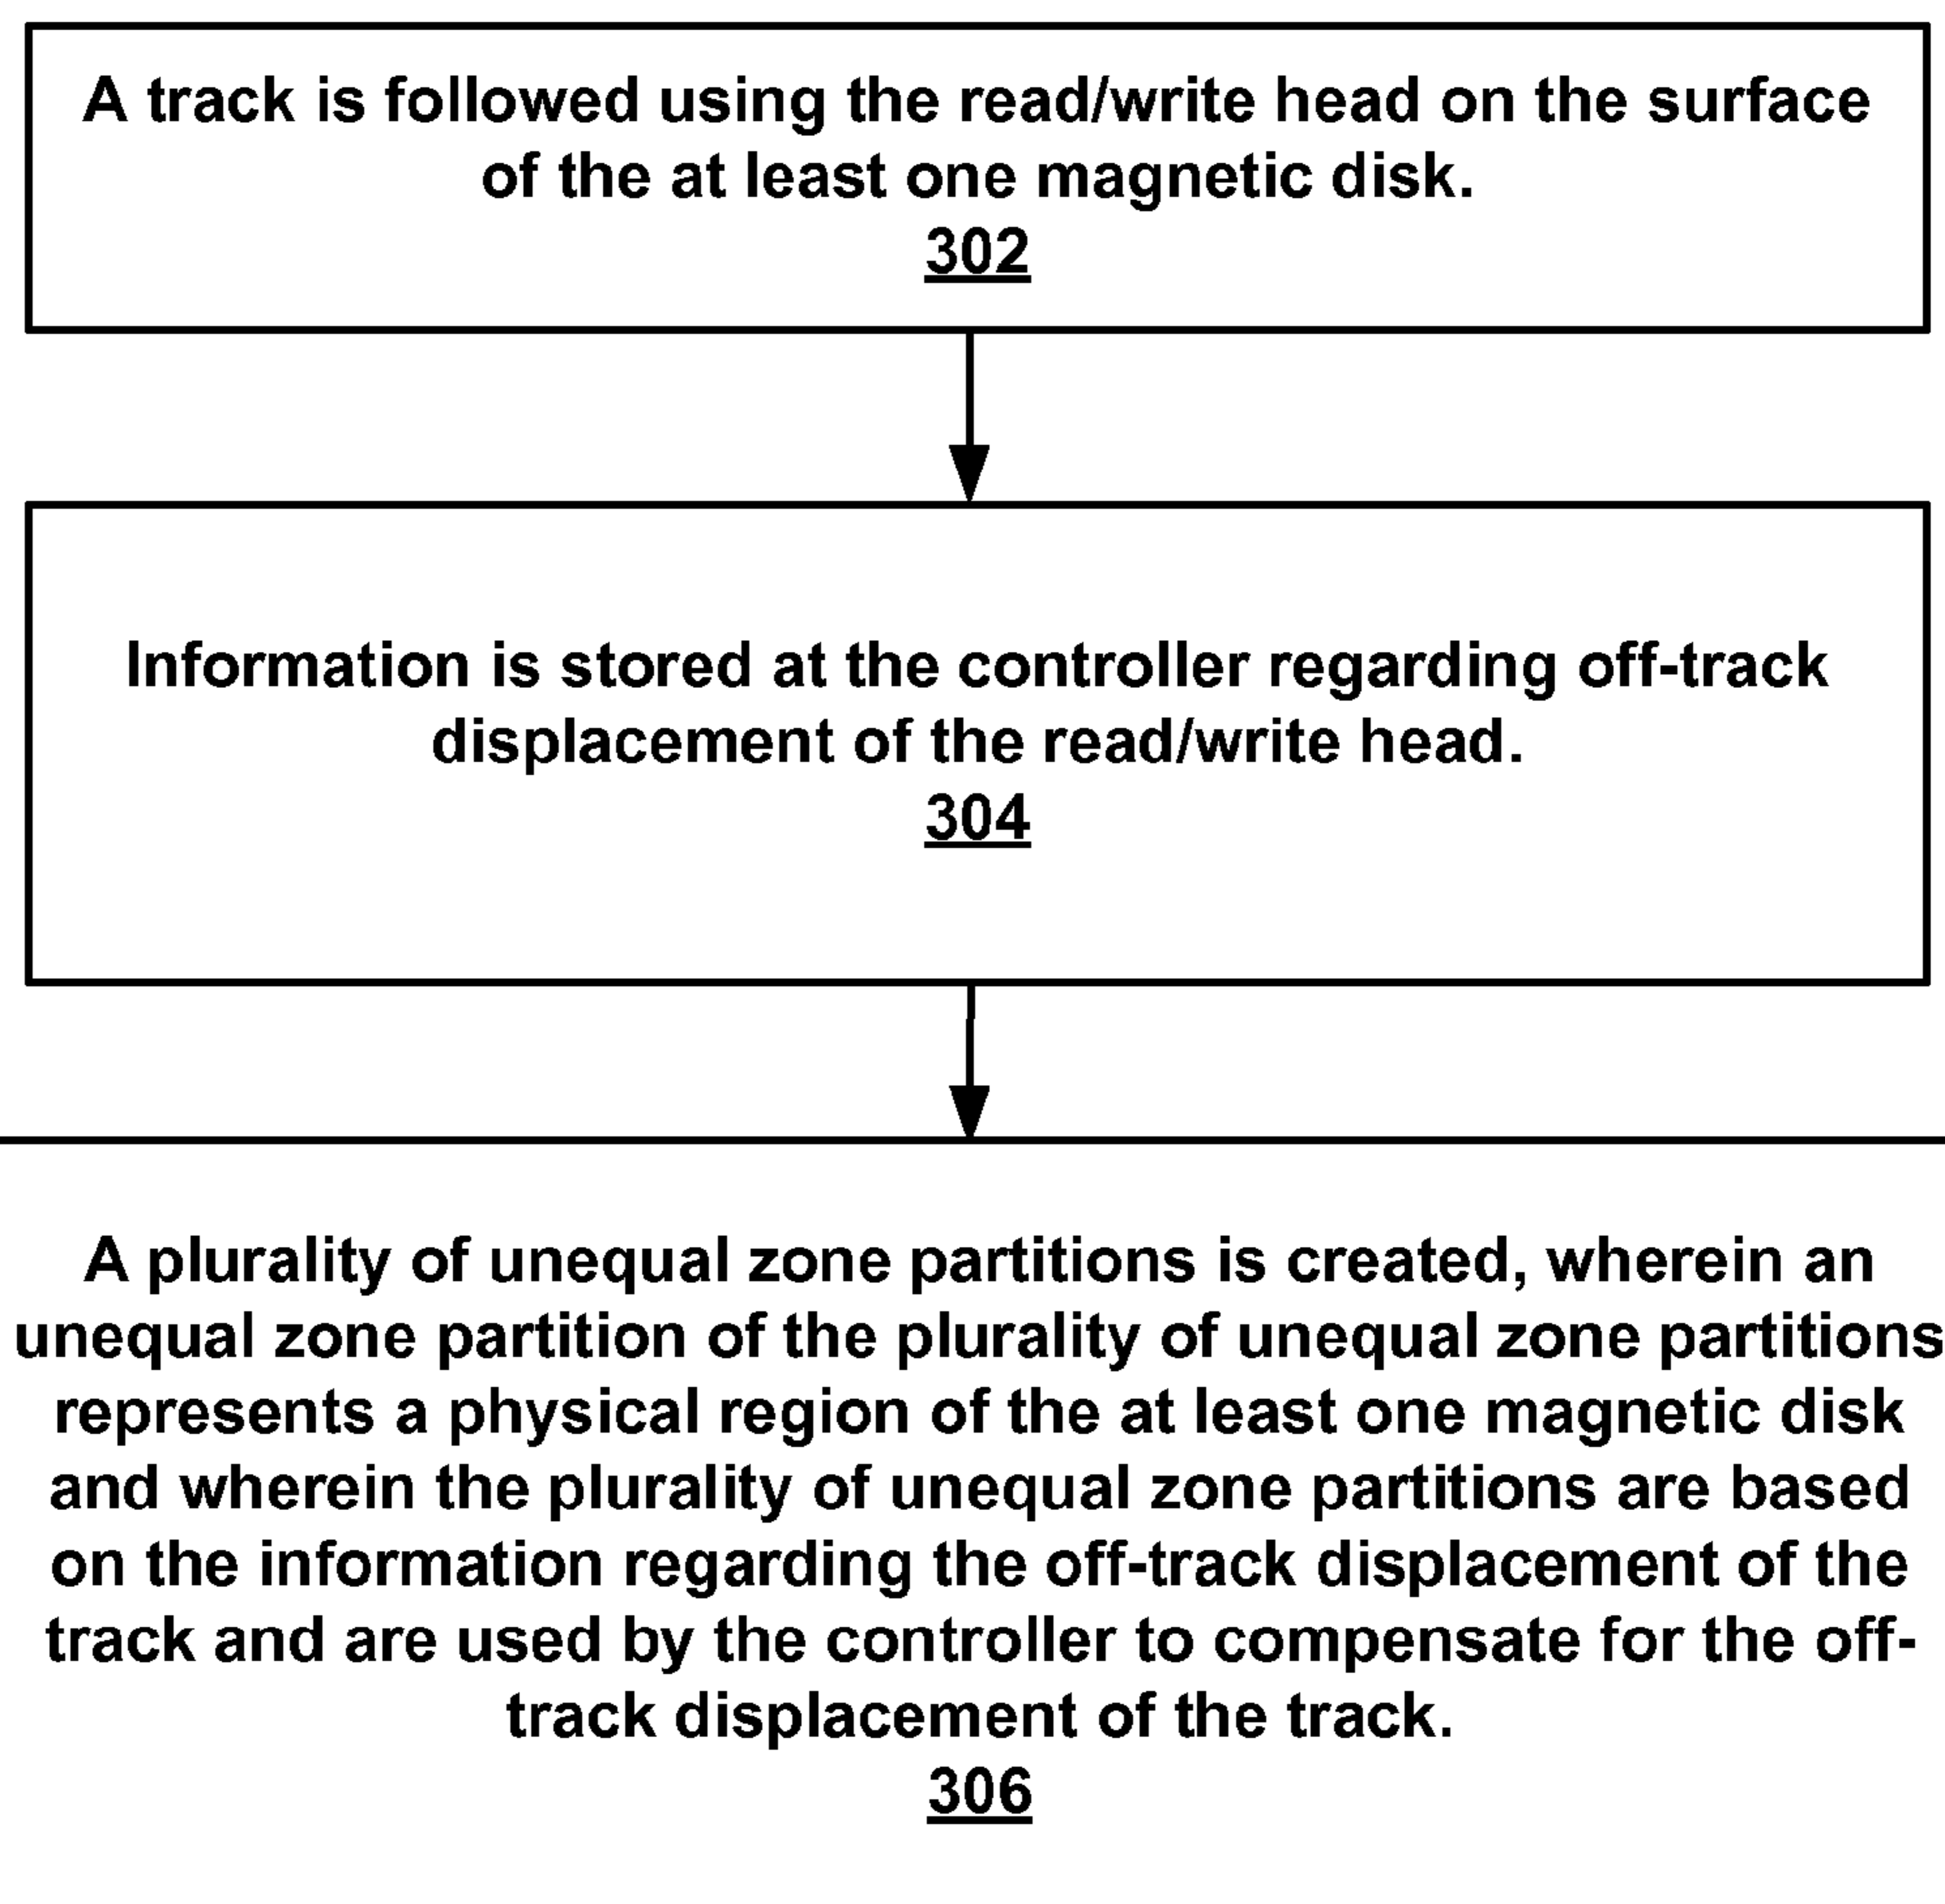 A track is followed using the read/write head on the surface
of the at least one magnetic disk.
302
Information is stored at the controller regarding off-track
displacement of the read/write head.
304
A plurality of unequal zone partitions is created, wherein an
unequal zone partition of the plurality of unequal zone partitions
represents a physical region of the at least one magnetic disk
and wherein the plurality of unequal zone partitions are based
on the information regarding the off-track displacement of the
track and are used by the controller to compensate for the off-
track displacement of the track.
306